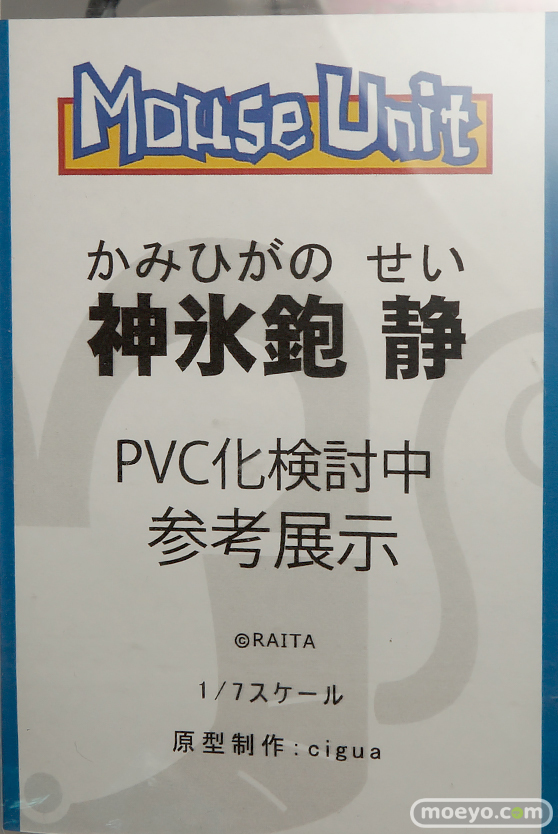 Mouse Unit
かみひがの せい
神氷鉋 静
PVC化検討中
参考展示
©RAITA
1/7スケール
原型制作:cigua
moeyo.com